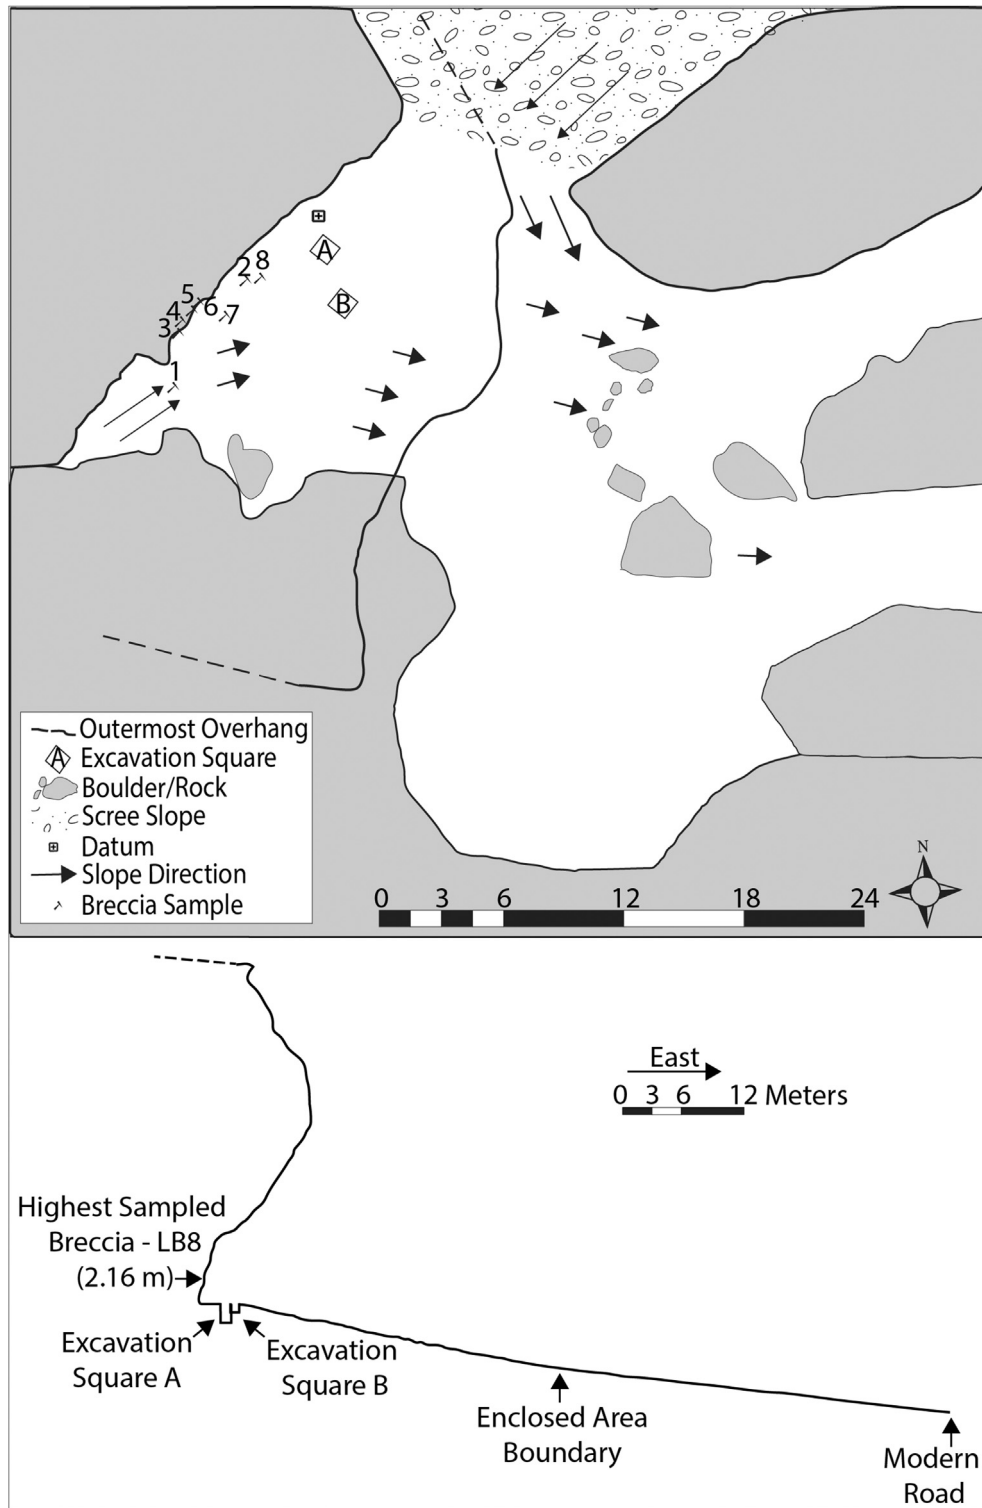 A
B
2 8
5
4 6 7
3
1
Outermost Overhang
A Excavation Square
Boulder/Rock
Scree Slope
Datum
Slope Direction
Breccia Sample
N
0 3 6 12 18 24
East
0 3 6 12 Meters
Highest Sampled
Breccia - LB8
(2.16 m)
Excavation
Square A
Excavation
Square B
Enclosed Area
Boundary
Modern
Road